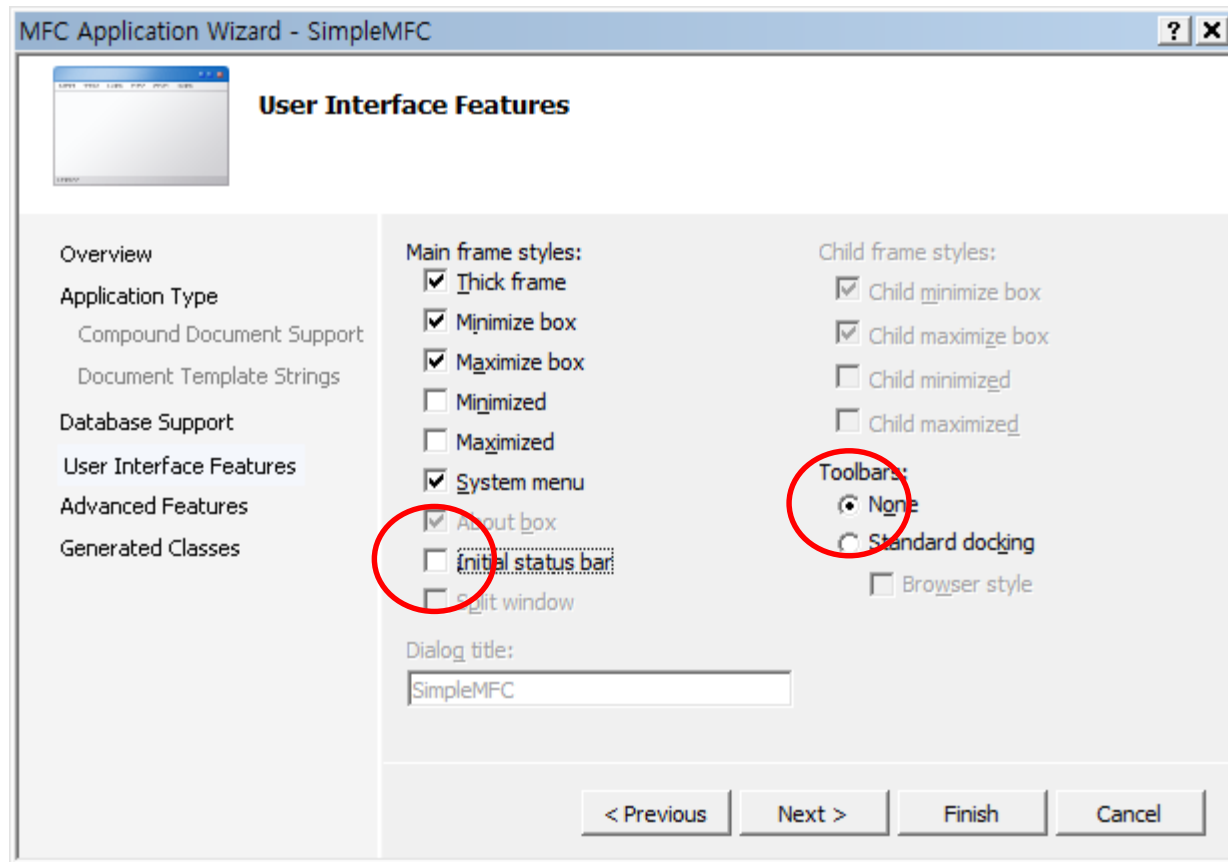 MFC Application Wizard - SimpleMFC
User Interface Features
Overview
Application Type
Compound Document Support
Document Template Strings
Database Support
User Interface Features
Advanced Features
Generated Classes
Main frame styles:
Thick frame
Minimize box
Maximize box
Minimized
Maximized
System menu
About box
Initial status bar
Split window
Dialog title:
SimpleMFC
Child frame styles:
Child minimize box
Child maximize box
Child minimized
Child maximized
Toolbars:
None
Standard docking
Browser style
< Previous
Next >
Finish
Cancel